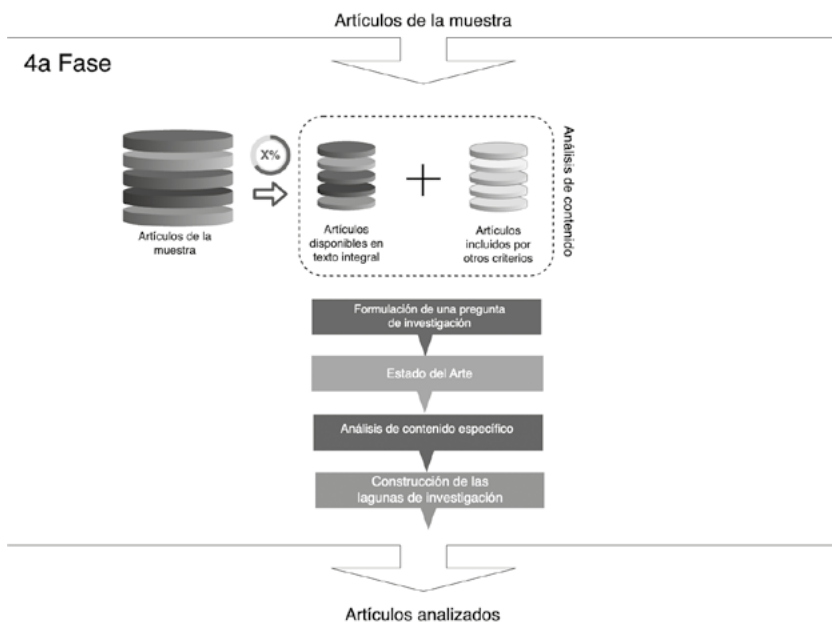 Artículos de la muestra
4a Fase
X%
Artículos de la
muestra
Artículos
disponibles en
texto integral
Artículos
incluidos por
otros criterios
Análisis de contenido
Formulación de una pregunta
de investigación
Estado del Arte
Análisis de contenido específico
Construcción de las
lagunas de investigación
Artículos analizados